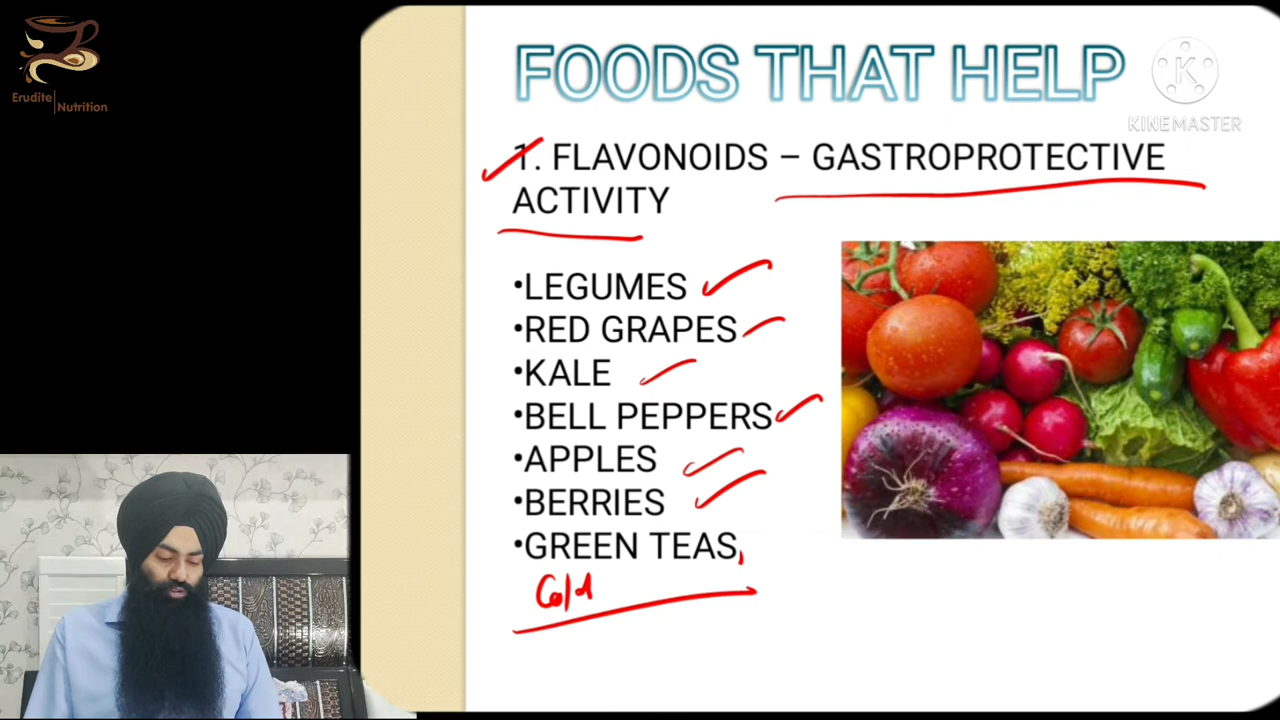 Erudite
Nutrition
FOODS THAT HELP
KINEMASTER
1. FLAVONOIDS – GASTROPROTECTIVE
ACTIVITY
•LEGUMES
•RED GRAPES
•KALE
•BELL PEPPERS
•APPLES
•BERRIES
•GREEN TEAS,